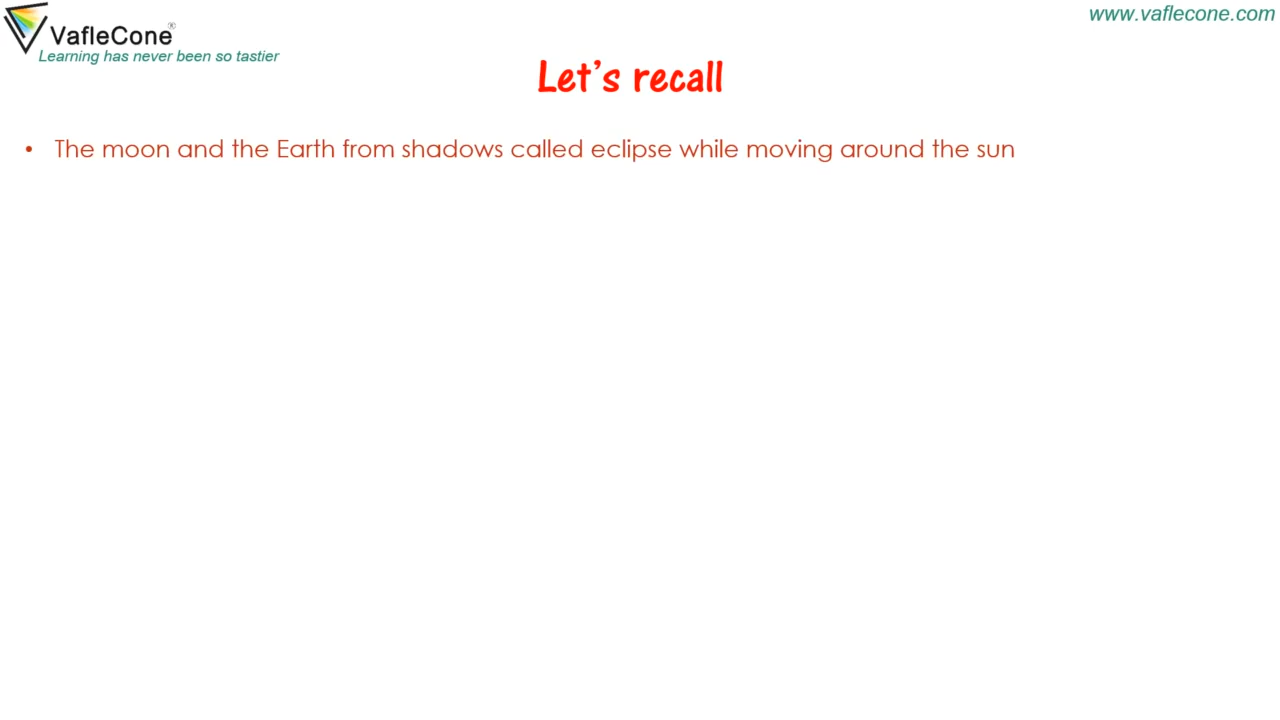 VafleCone®
www.vaflecone.com
Learning has never been so tastier
Let's recall
• The moon and the Earth from shadows called eclipse while moving around the sun